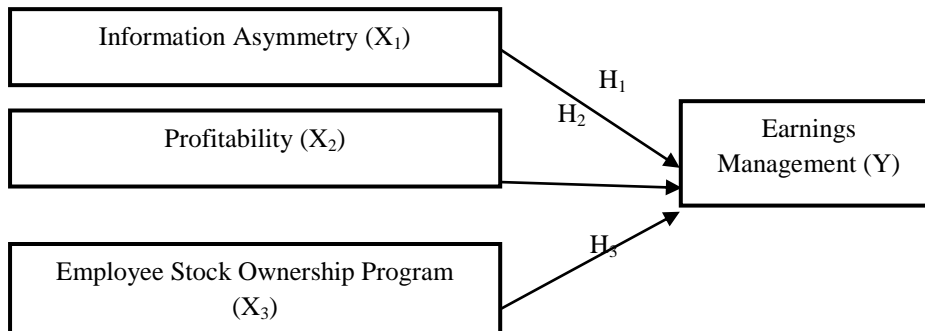 Information Asymmetry (X₁)
H₁
H₂
Profitability (X₂)
Earnings
Management (Y)
H₃
Employee Stock Ownership Program
(X₃)